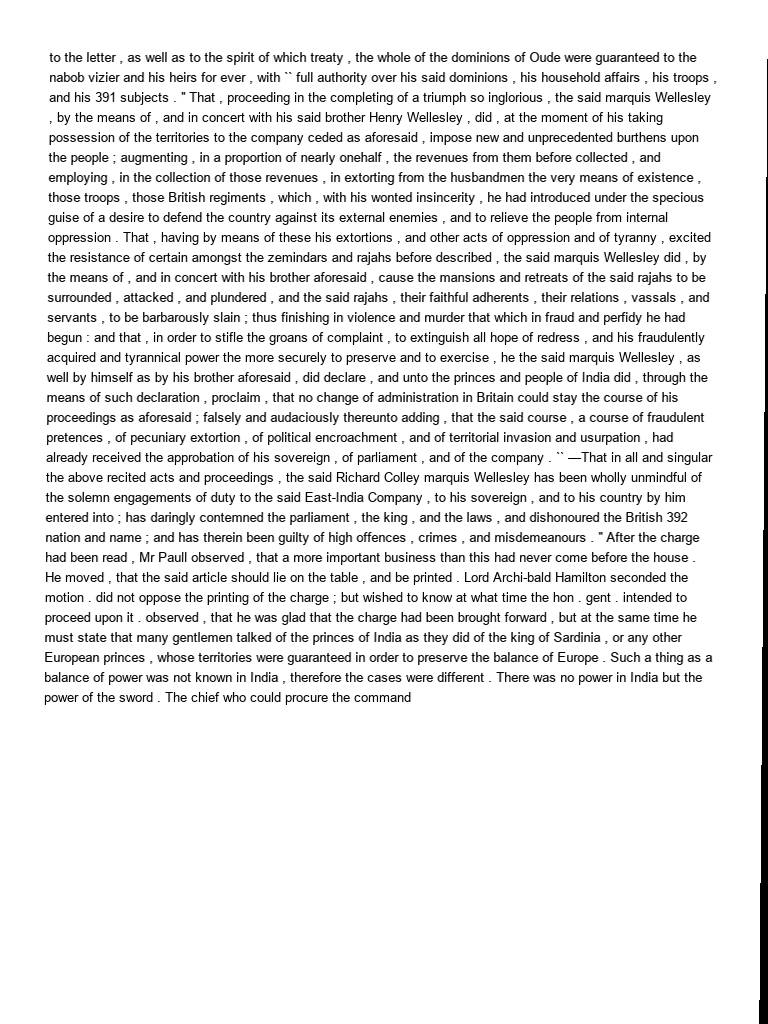 to the letter , as well as to the spirit of which treaty , the whole of the dominions of Oude were guaranteed to the
nabob vizier and his heirs for ever , with `` full authority over his said dominions , his household affairs , his troops ,
and his 391 subjects . " That , proceeding in the completing of a triumph so inglorious , the said marquis Wellesley
, by the means of , and in concert with his said brother Henry Wellesley , did , at the moment of his taking
possession of the territories to the company ceded as aforesaid , impose new and unprecedented burthens upon
the people ; augmenting , in a proportion of nearly onehalf , the revenues from them before collected , and
employing , in the collection of those revenues , in extorting from the husbandmen the very means of existence ,
those troops , those British regiments , which , with his wonted insincerity , he had introduced under the specious
guise of a desire to defend the country against its external enemies , and to relieve the people from internal
oppression . That , having by means of these his extortions , and other acts of oppression and of tyranny , excited
the resistance of certain amongst the zemindars and rajahs before described , the said marquis Wellesley did , by
the means of , and in concert with his brother aforesaid , cause the mansions and retreats of the said rajahs to be
surrounded , attacked , and plundered , and the said rajahs , their faithful adherents , their relations , vassals , and
servants , to be barbarously slain ; thus finishing in violence and murder that which in fraud and perfidy he had
begun : and that , in order to stifle the groans of complaint , to extinguish all hope of redress , and his fraudulently
acquired and tyrannical power the more securely to preserve and to exercise , he the said marquis Wellesley , as
well by himself as by his brother aforesaid , did declare , and unto the princes and people of India did , through the
means of such declaration , proclaim , that no change of administration in Britain could stay the course of his
proceedings as aforesaid ; falsely and audaciously thereunto adding , that the said course , a course of fraudulent
pretences , of pecuniary extortion , of political encroachment , and of territorial invasion and usurpation , had
already received the approbation of his sovereign , of parliament , and of the company . `` —That in all and singular
the above recited acts and proceedings , the said Richard Colley marquis Wellesley has been wholly unmindful of
the solemn engagements of duty to the said East-India Company , to his sovereign , and to his country by him
entered into ; has daringly contemned the parliament , the king , and the laws , and dishonoured the British 392
nation and name ; and has therein been guilty of high offences , crimes , and misdemeanours . " After the charge
had been read , Mr Paull observed , that a more important business than this had never come before the house .
He moved , that the said article should lie on the table , and be printed . Lord Archi-bald Hamilton seconded the
motion . did not oppose the printing of the charge ; but wished to know at what time the hon . gent . intended to
proceed upon it . observed , that he was glad that the charge had been brought forward , but at the same time he
must state that many gentlemen talked of the princes of India as they did of the king of Sardinia , or any other
European princes , whose territories were guaranteed in order to preserve the balance of Europe . Such a thing as a
balance of power was not known in India , therefore the cases were different . There was no power in India but the
power of the sword . The chief who could procure the command